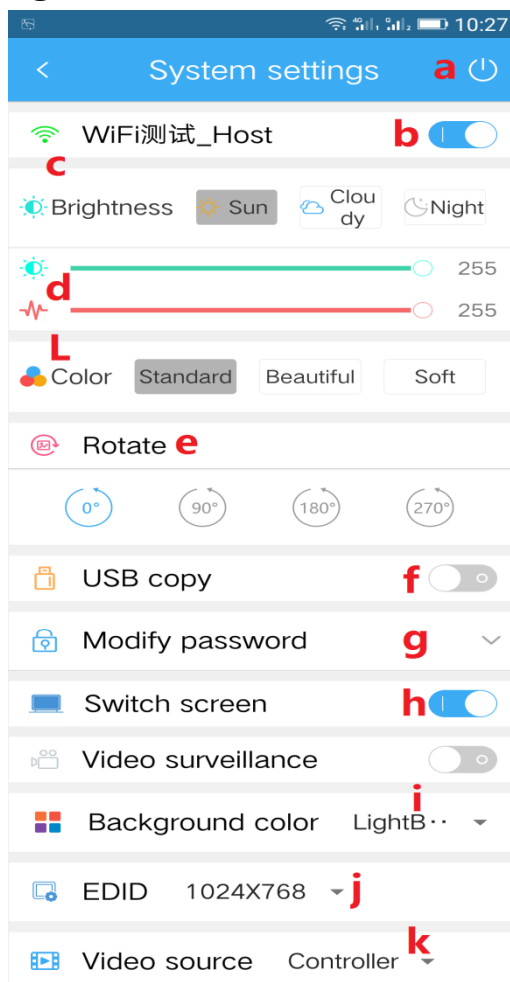 4G 2G 10:27
< System settings a
WiFi测试_Host b
c
Brightness Sun Cloudy Night
255
d
255
L
Color Standard Beautiful Soft
Rotate e
0° 90° 180° 270°
USB copy f
Modify password g
Switch screen h
Video surveillance
i
Background color LightB··
EDID 1024X768 j
k
Video source Controller